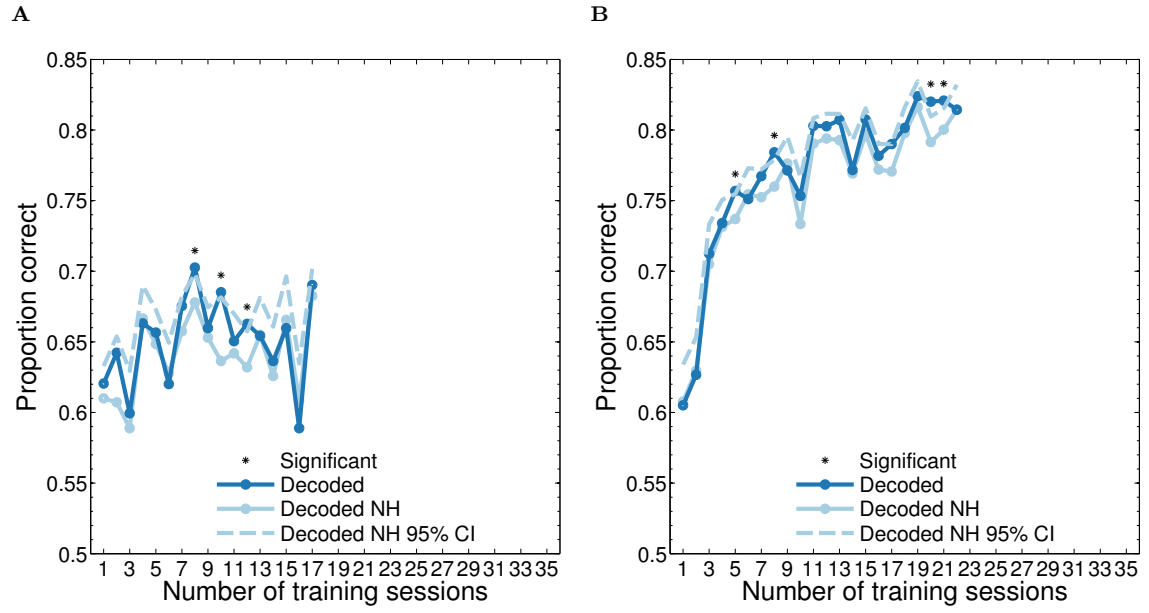 A
0.85
0.8
0.75
0.7
0.65
0.6
0.55
0.5
Proportion correct
* Significant
Decoded
Decoded NH
Decoded NH 95% CI
1 3 5 7 9 11 13 15 17 19 21 23 25 27 29 31 33 35
Number of training sessions
B
0.85
0.8
0.75
0.7
0.65
0.6
0.55
0.5
Proportion correct
* Significant
Decoded
Decoded NH
Decoded NH 95% CI
1 3 5 7 9 11 13 15 17 19 21 23 25 27 29 31 33 35
Number of training sessions